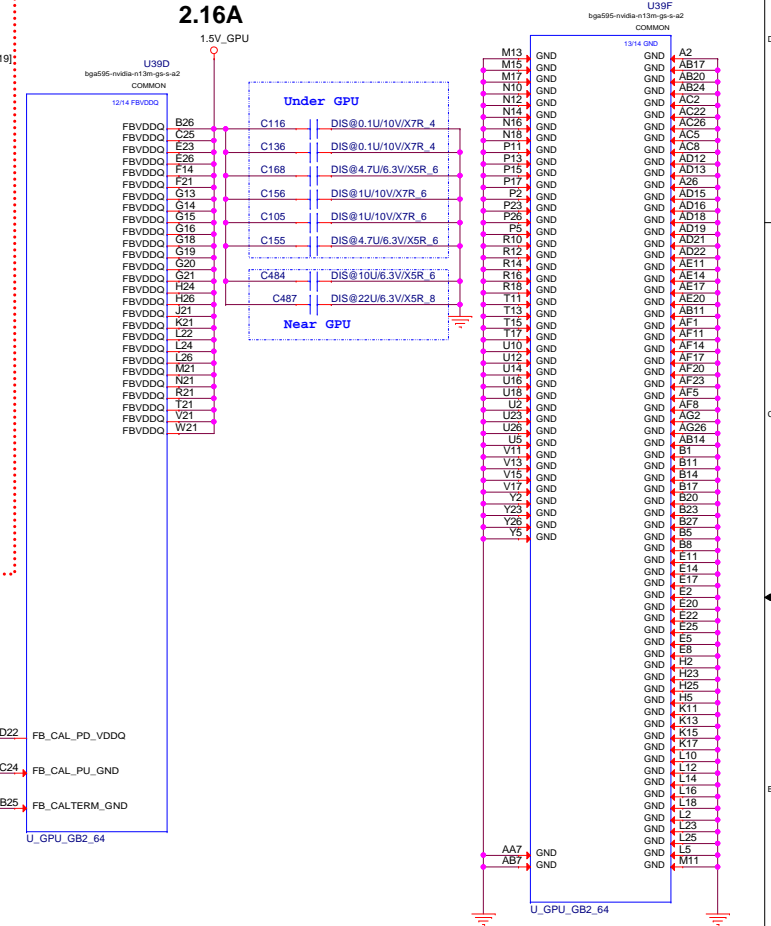 2.16A
1.5V_GPU
19]
U39D
bga595-nvidia-n13m-gs-s-a2
COMMON
12/14 FBVDDQ
FBVDDQ B26
FBVDDQ C25
FBVDDQ E23
FBVDDQ E26
FBVDDQ F14
FBVDDQ F21
FBVDDQ G13
FBVDDQ G14
FBVDDQ G15
FBVDDQ G16
FBVDDQ G18
FBVDDQ G19
FBVDDQ G20
FBVDDQ G21
FBVDDQ H24
FBVDDQ H26
FBVDDQ J21
FBVDDQ K21
FBVDDQ L22
FBVDDQ L24
FBVDDQ L26
FBVDDQ M21
FBVDDQ N21
FBVDDQ R21
FBVDDQ T21
FBVDDQ V21
FBVDDQ W21
D22 FB_CAL_PD_VDDQ
C24 FB_CAL_PU_GND
B25 FB_CALTERM_GND
U_GPU_GB2_64
Under GPU
C116 DIS@0.1U/10V/X7R_4
C136 DIS@0.1U/10V/X7R_4
C168 DIS@4.7U/6.3V/X5R_6
C156 DIS@1U/10V/X7R_6
C105 DIS@1U/10V/X7R_6
C155 DIS@4.7U/6.3V/X5R_6
C484 DIS@10U/6.3V/X5R_6
C487 DIS@22U/6.3V/X5R_8
Near GPU
U39F
bga595-nvidia-n13m-gs-s-a2
COMMON
13/14 GND
M13 GND
M15 GND
M17 GND
N10 GND
N12 GND
N14 GND
N16 GND
N18 GND
P11 GND
P13 GND
P15 GND
P17 GND
P2 GND
P23 GND
P26 GND
P5 GND
R10 GND
R12 GND
R14 GND
R16 GND
R18 GND
T11 GND
T13 GND
T15 GND
T17 GND
U10 GND
U12 GND
U14 GND
U16 GND
U18 GND
U2 GND
U23 GND
U26 GND
U5 GND
V11 GND
V13 GND
V15 GND
V17 GND
Y2 GND
Y23 GND
Y26 GND
Y5 GND
AA7 GND
AB7 GND
GND A2
GND AB17
GND AB20
GND AB24
GND AC2
GND AC22
GND AC26
GND AC5
GND AC8
GND AD12
GND AD13
GND A26
GND AD15
GND AD16
GND AD18
GND AD19
GND AD21
GND AD22
GND AE11
GND AE14
GND AE17
GND AE20
GND AB11
GND AF1
GND AF11
GND AF14
GND AF17
GND AF20
GND AF23
GND AF5
GND AF8
GND AG2
GND AG26
GND AB14
GND B1
GND B11
GND B14
GND B17
GND B20
GND B23
GND B27
GND B5
GND B8
GND E11
GND E14
GND E17
GND E2
GND E20
GND E22
GND E25
GND E5
GND E8
GND H2
GND H23
GND H25
GND H5
GND K11
GND K13
GND K15
GND K17
GND L10
GND L12
GND L14
GND L16
GND L18
GND L2
GND L23
GND L25
GND L5
GND M11
U_GPU_GB2_64